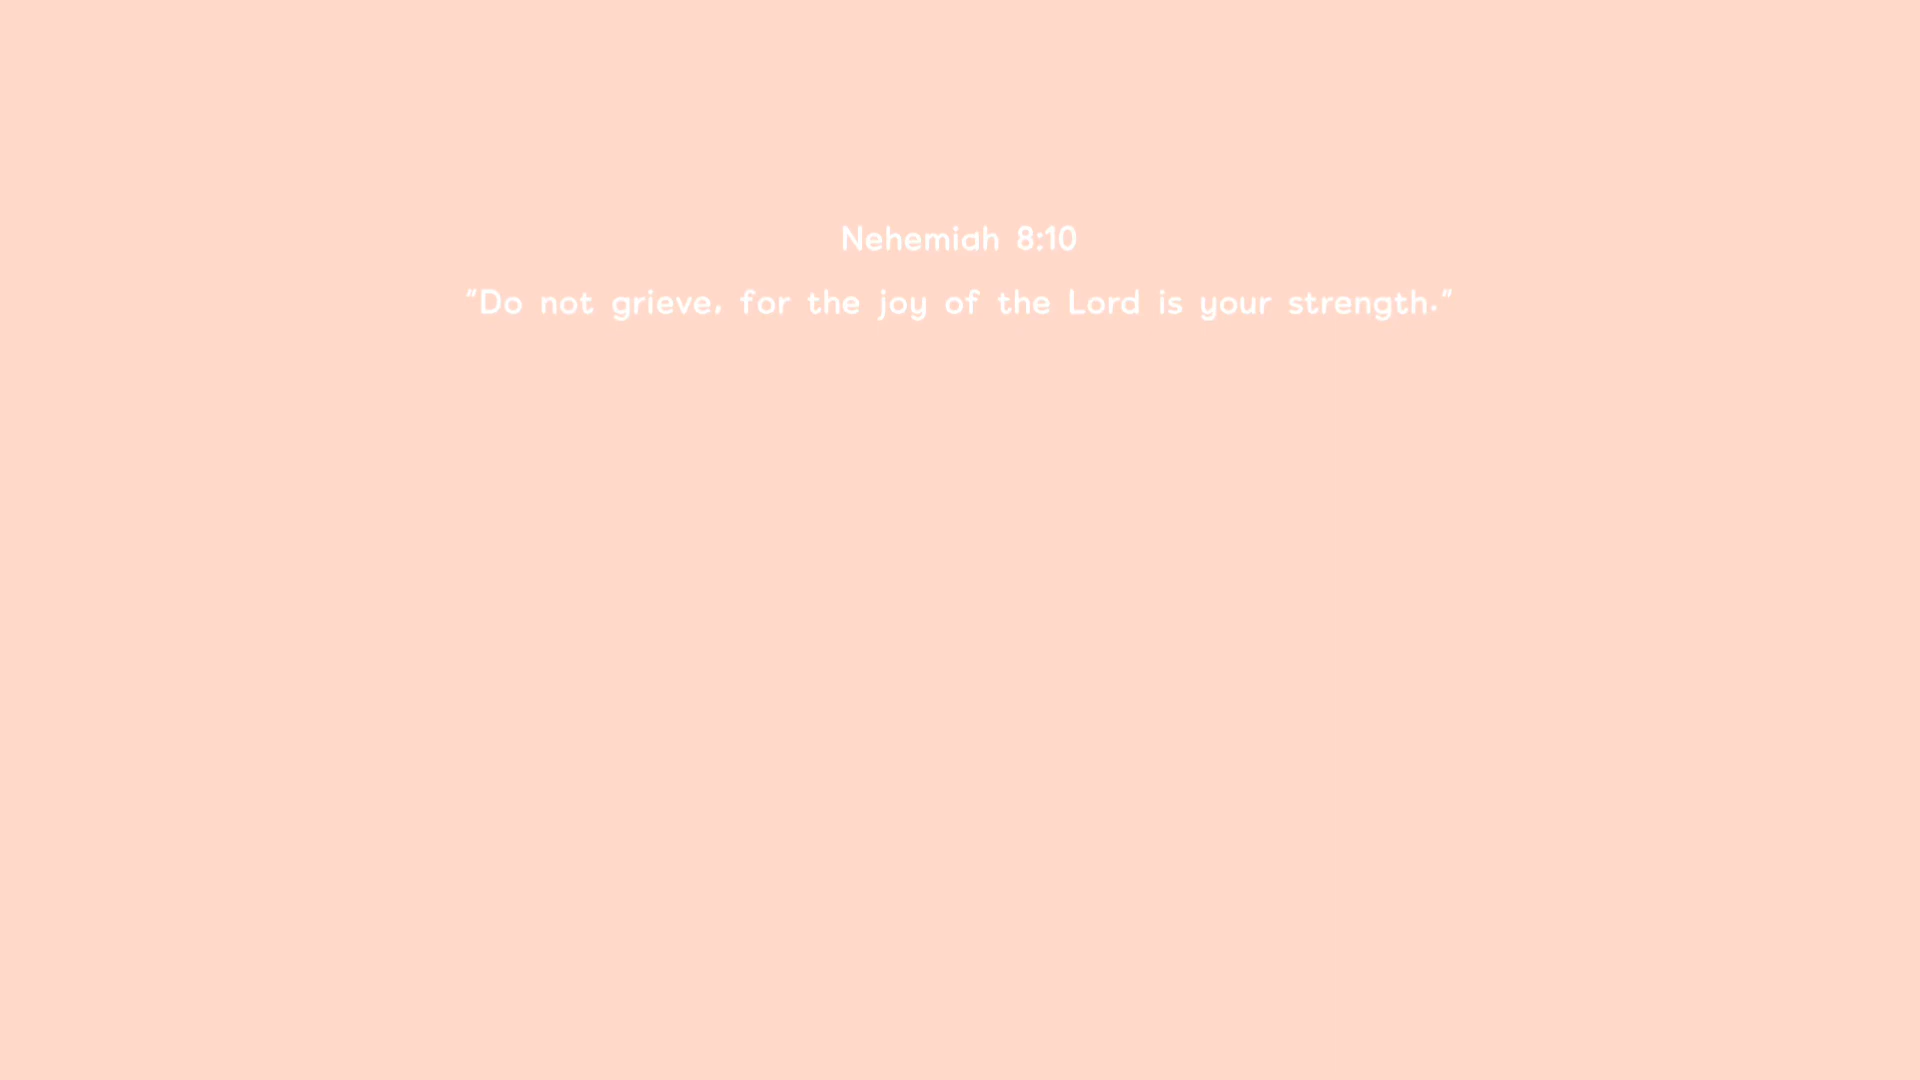 Nehemiah 8:10
"Do not grieve, for the joy of the Lord is your strength."